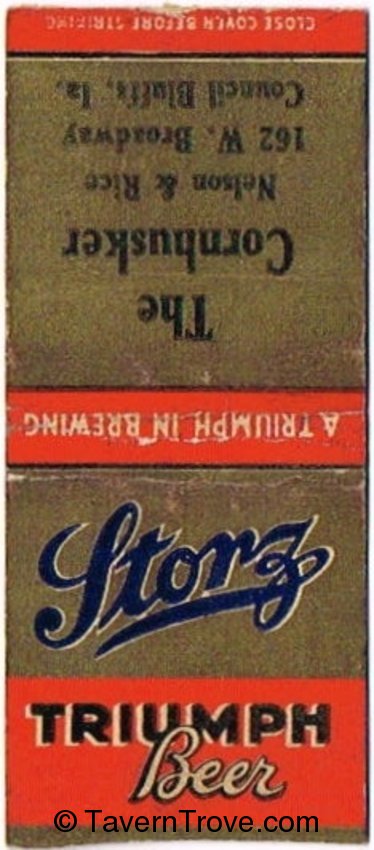 CLOSE COVER BEFORE STRIKING
The
Cornhusker
Nelson & Rice
162 W. Broadway
Council Bluffs, Ia.
A TRIUMPH IN BREWING
Storz
TRIUMPH
Beer
© TavernTrove.com